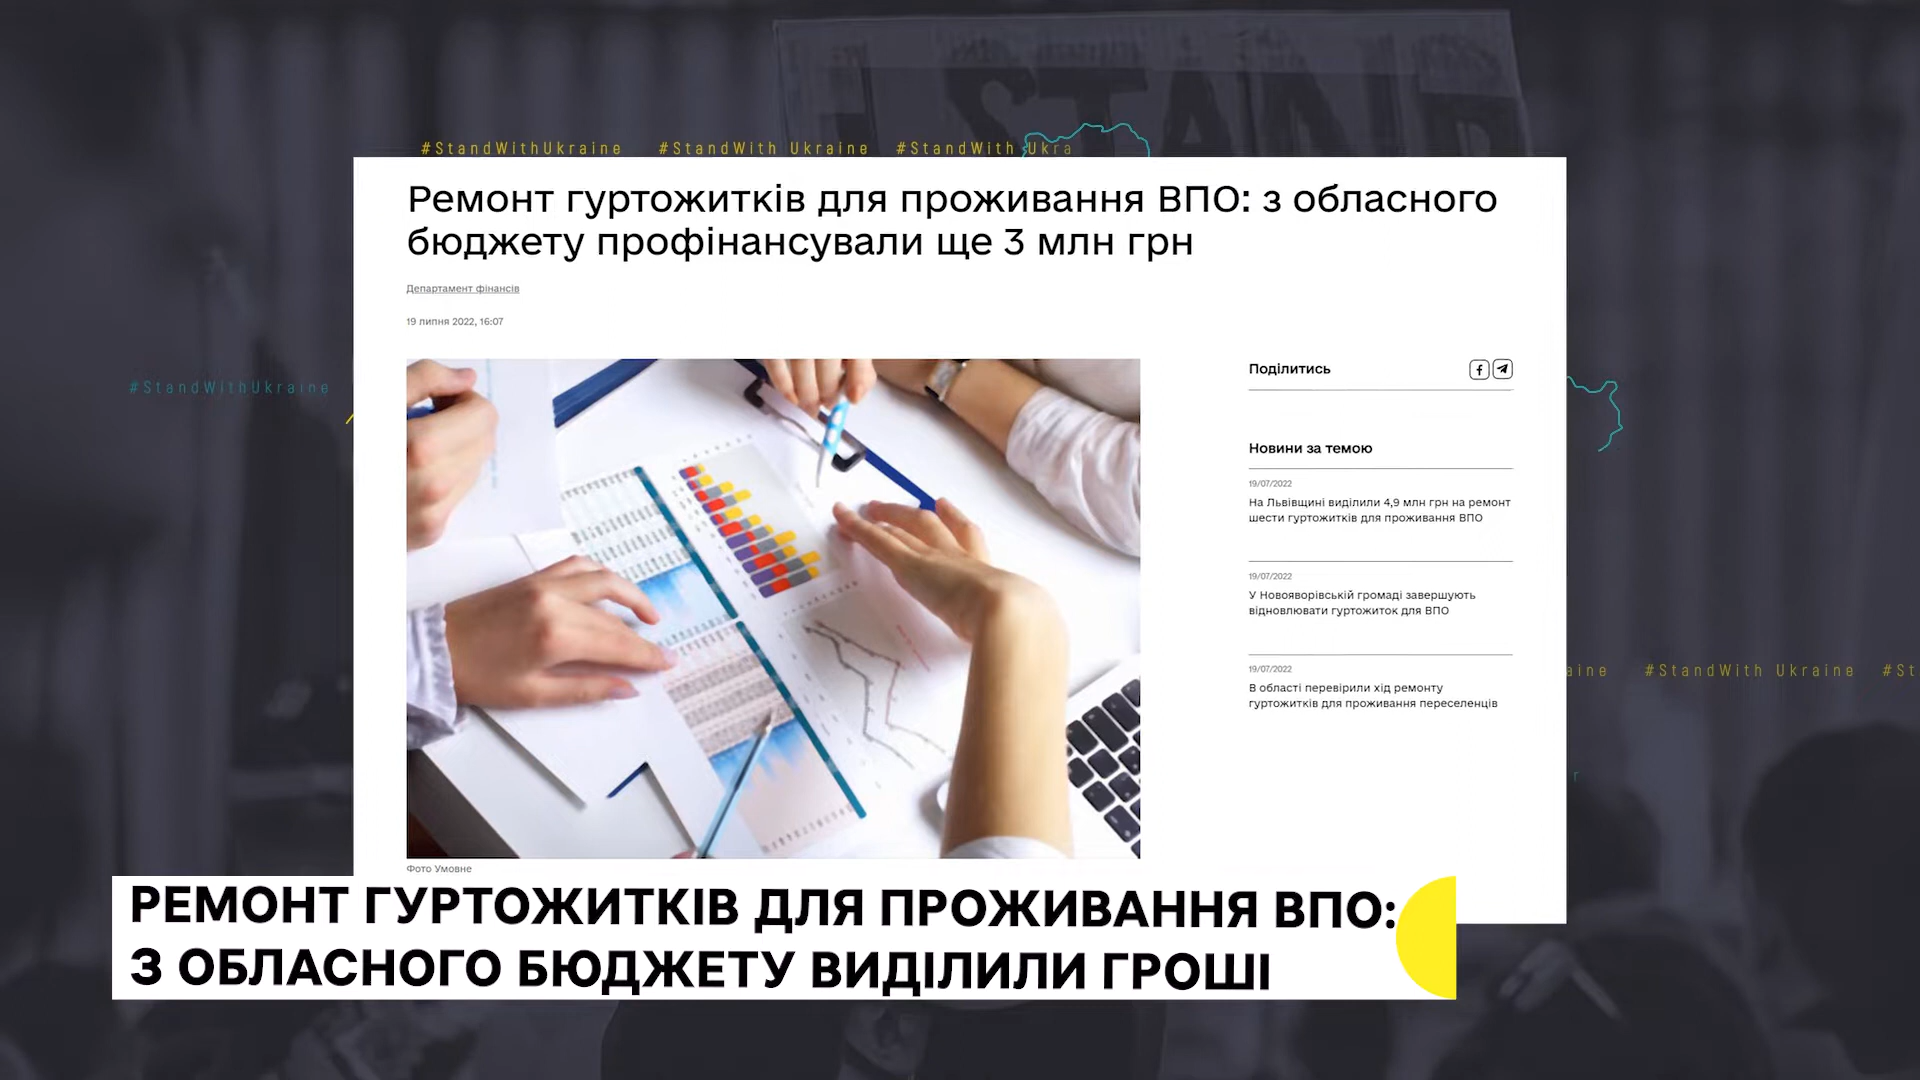 STAND
#StandWithUkraine #StandWith Ukraine #StandWith Ukra
Ремонт гуртожитків для проживання ВПО: з обласного
бюджету профінансували ще 3 млн грн
Департамент фінансів
19 липня 2022, 16:07
Поділитись
#StandWithUkraine
Новини за темою
19/07/2022
На Львівщині виділили 4,9 млн грн на ремонт
шести гуртожитків для проживання ВПО
19/07/2022
У Новояворівській громаді завершують
відновлювати гуртожиток для ВПО
19/07/2022
В області перевірили хід ремонту
гуртожитків для проживання переселенців
aine #StandWith Ukraine #St
Фото Умовне
РЕМОНТ ГУРТОЖИТКІВ ДЛЯ ПРОЖИВАННЯ ВПО:
З ОБЛАСНОГО БЮДЖЕТУ ВИДІЛИЛИ ГРОШІ